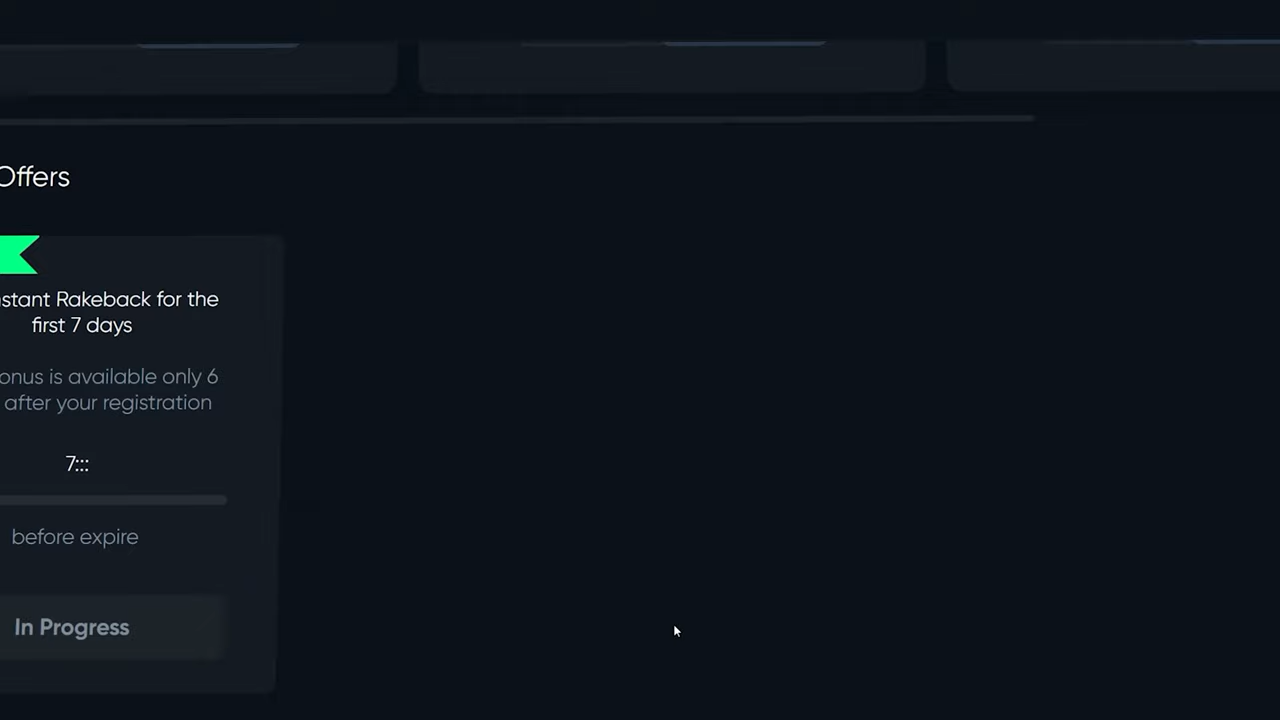 Offers
nstant Rakeback for the
first 7 days
onus is available only 6
after your registration
7:::
before expire
In Progress